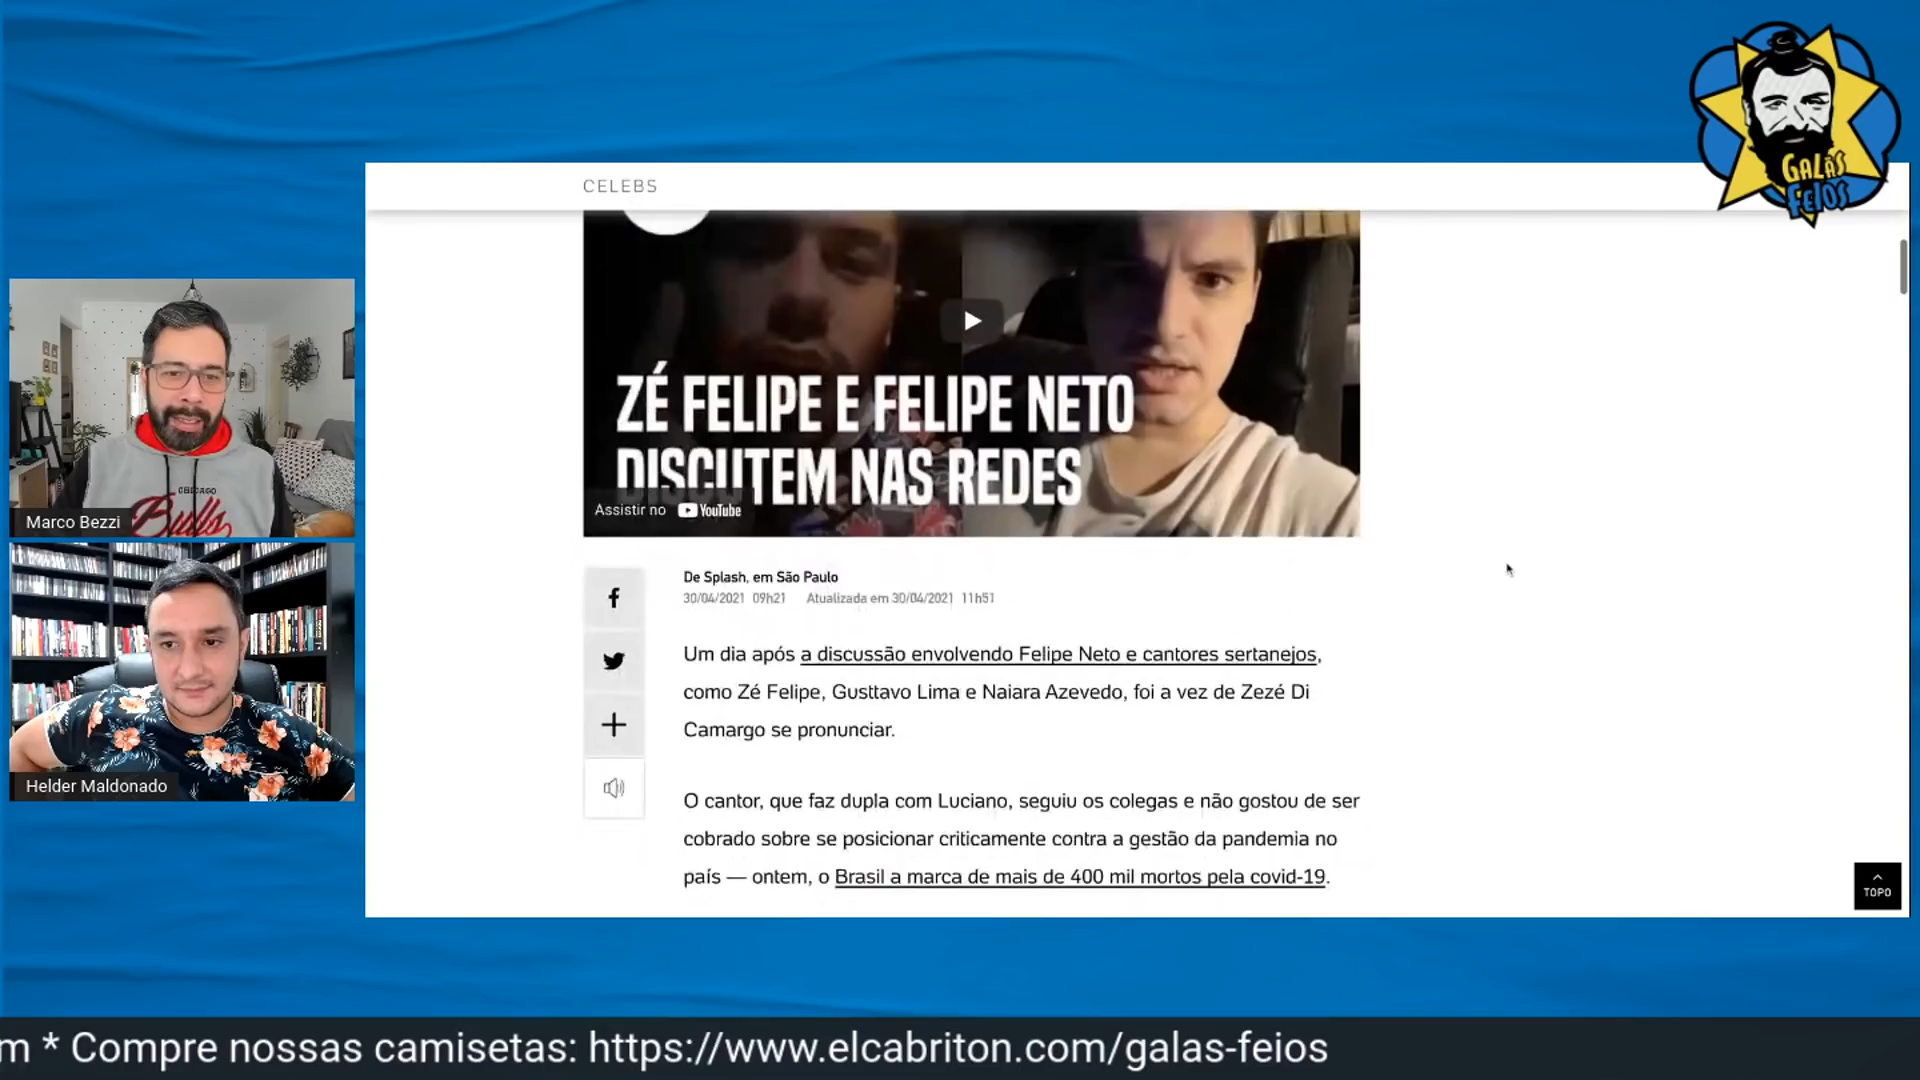 GALÃS
FEIOS
CELEBS
ZÉ FELIPE E FELIPE NETO
DISCUTEM NAS REDES
Assistir no YouTube
CHICAGO
Bulls
Marco Bezzi
De Splash, em São Paulo
30/04/2021 09h21 Atualizada em 30/04/2021 11h51
Um dia após a discussão envolvendo Felipe Neto e cantores sertanejos,
como Zé Felipe, Gusttavo Lima e Naiara Azevedo, foi a vez de Zezé Di
Camargo se pronunciar.
Helder Maldonado
O cantor, que faz dupla com Luciano, seguiu os colegas e não gostou de ser
cobrado sobre se posicionar criticamente contra a gestão da pandemia no
país — ontem, o Brasil a marca de mais de 400 mil mortos pela covid-19.
TOPO
m * Compre nossas camisetas: https://www.elcabriton.com/galas-feios